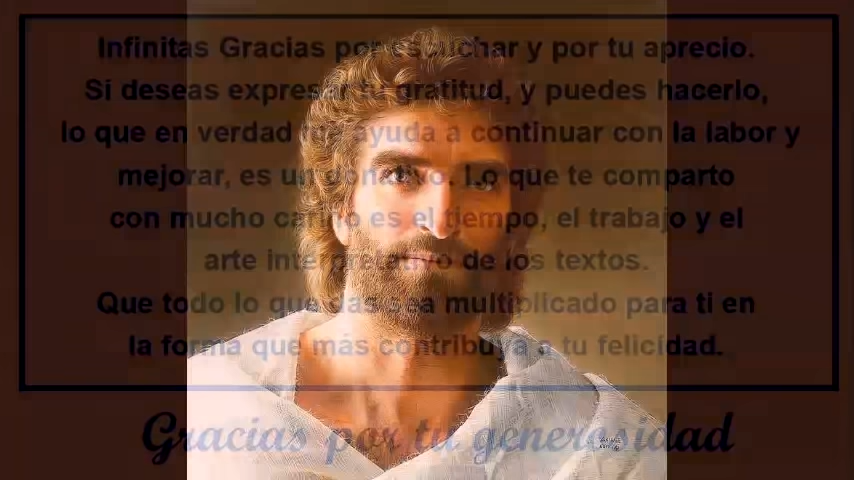 Infinitas Gracias por escuchar y por tu aprecio.
Si deseas expresar tu gratitud, y puedes hacerlo,
lo que en verdad me ayuda a continuar con la labor y
mejorar, es un donativo. Lo que te comparto
con mucho cariño es el tiempo, el trabajo y el
arte interpretativo de los textos.
Que todo lo que das sea multiplicado para ti en
la forma que más contribuya a tu felicidad.
Gracias por tu generosidad